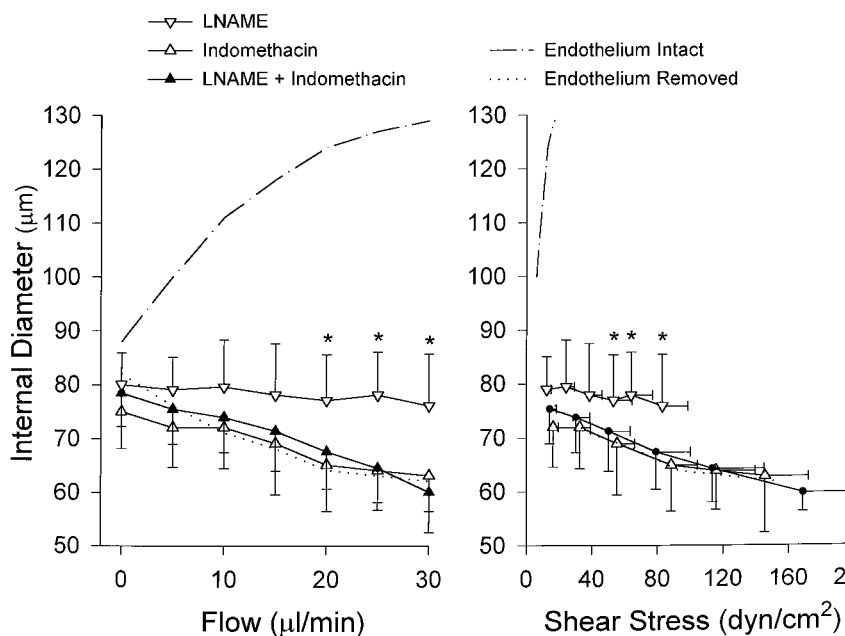 LNAME
Indomethacin
LNAME + Indomethacin
Endothelium Intact
Endothelium Removed
Internal Diameter (μm)
130
120
110
100
90
80
70
60
50
* * *
0 10 20 30
Flow (μl/min)
130
120
110
100
90
80
70
60
50
* * *
0 40 80 120 160 2
Shear Stress (dyn/cm²)